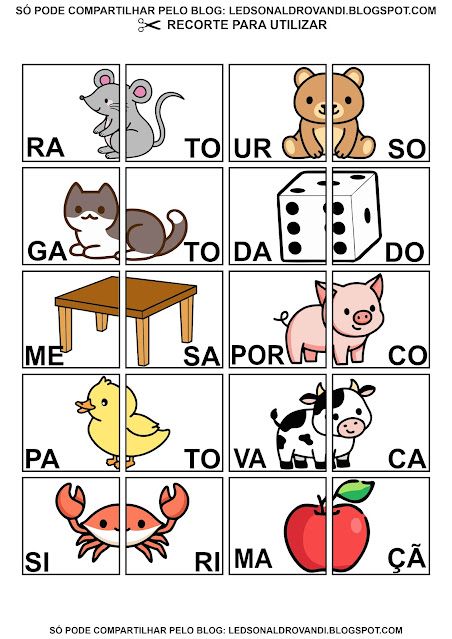 SÓ PODE COMPARTILHAR PELO BLOG: LEDSONALDROVANDI.BLOGSPOT.COM
RECORTE PARA UTILIZAR
RA TO UR SO
GA TO DA DO
ME SA POR CO
PA TO VA CA
SI RI MA ÇÃ
SÓ PODE COMPARTILHAR PELO BLOG: LEDSONALDROVANDI.BLOGSPOT.COM